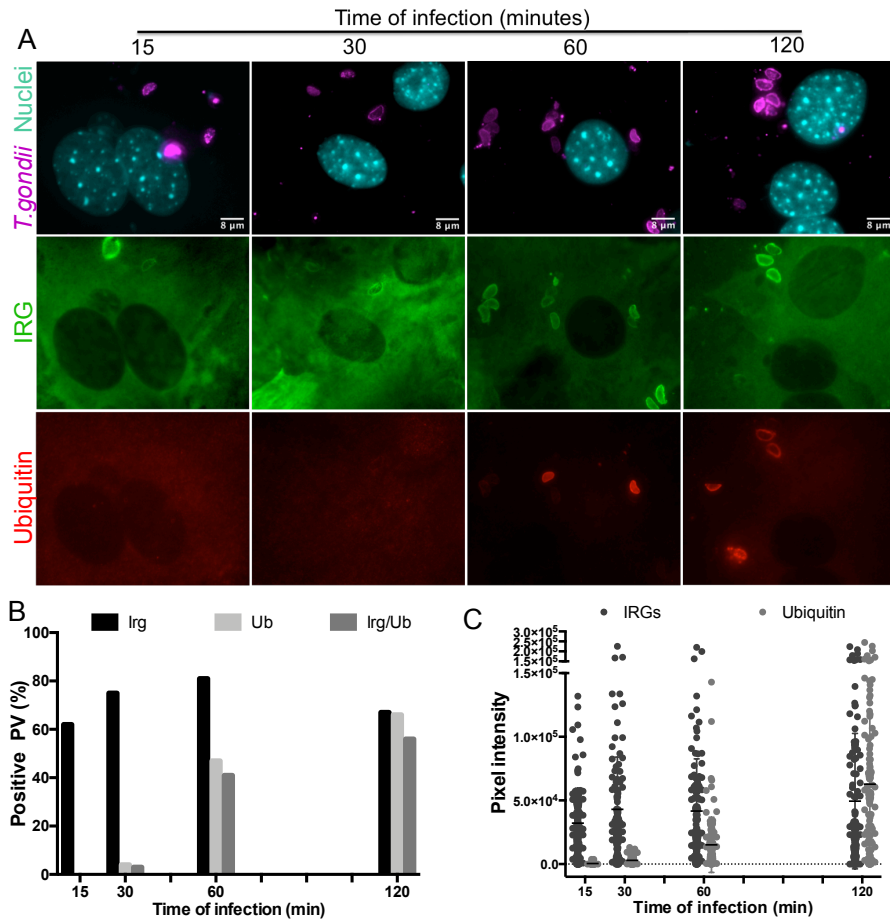 Time of infection (minutes)
A
15 30 60 120
T.gondii Nuclei
8 µm 8 µm 8 µm 8 µm
IRG
Ubiquitin
B
Irg Ub Irg/Ub
Positive PV (%)
100
80
60
40
20
0
15 30 60 120
Time of infection (min)
C
IRGs Ubiquitin
Pixel intensity
3.0×10⁵
2.5×10⁵
2.0×10⁵
1.5×10⁵
1.5×10⁵
1.0×10⁵
5.0×10⁴
0.0
15 30 60 120
Time of infection (min)